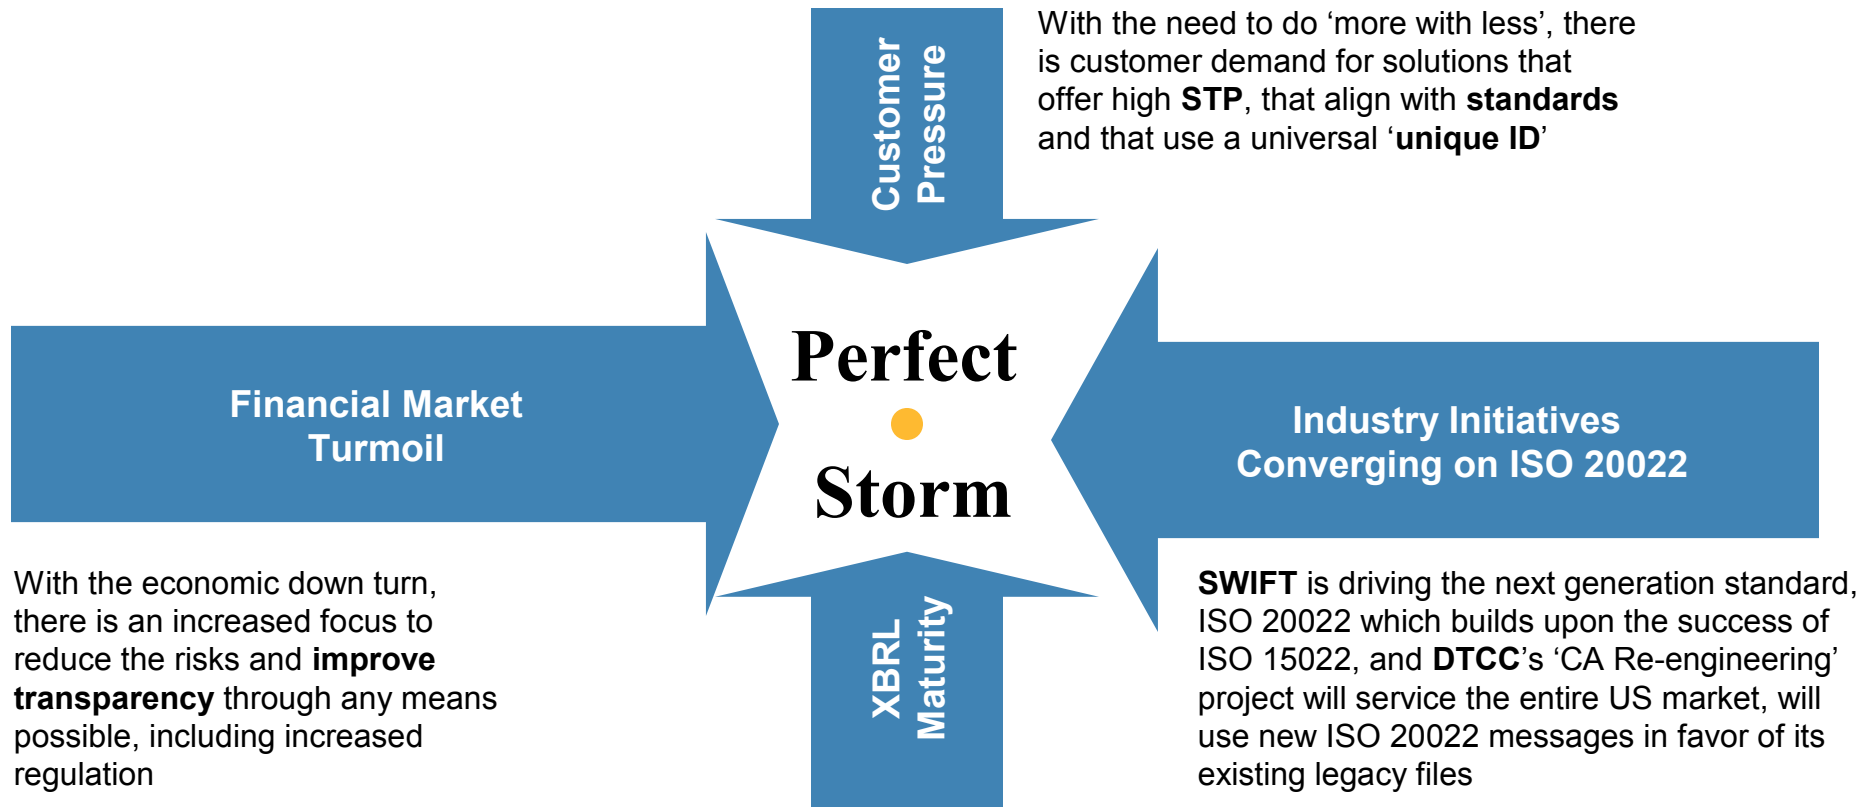 Customer
Pressure
With the need to do ‘more with less’, there
is customer demand for solutions that
offer high STP, that align with standards
and that use a universal ‘unique ID’
Financial Market
Turmoil
Perfect
Storm
Industry Initiatives
Converging on ISO 20022
With the economic down turn,
there is an increased focus to
reduce the risks and improve
transparency through any means
possible, including increased
regulation
XBRL
Maturity
SWIFT is driving the next generation standard,
ISO 20022 which builds upon the success of
ISO 15022, and DTCC’s ‘CA Re-engineering’
project will service the entire US market, will
use new ISO 20022 messages in favor of its
existing legacy files